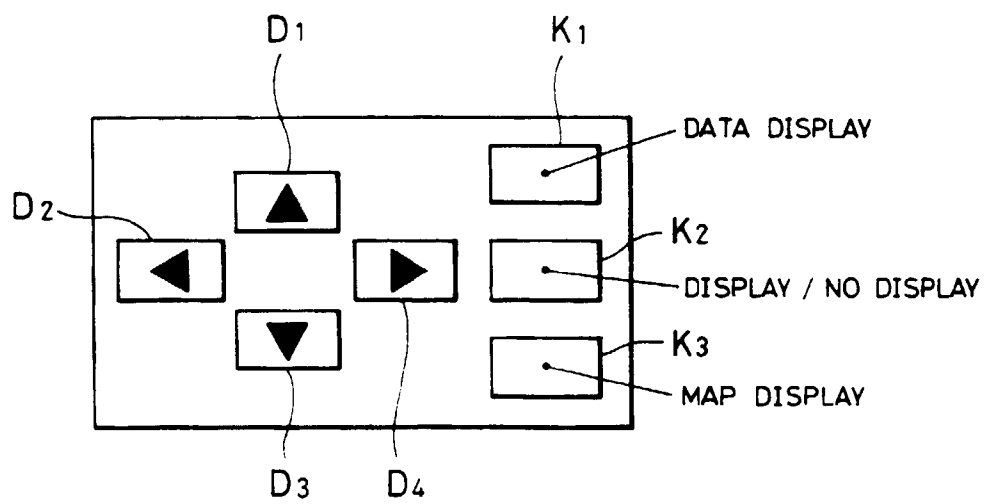 D1
K1
DATA DISPLAY
D2
K2
DISPLAY / NO DISPLAY
K3
MAP DISPLAY
D3
D4